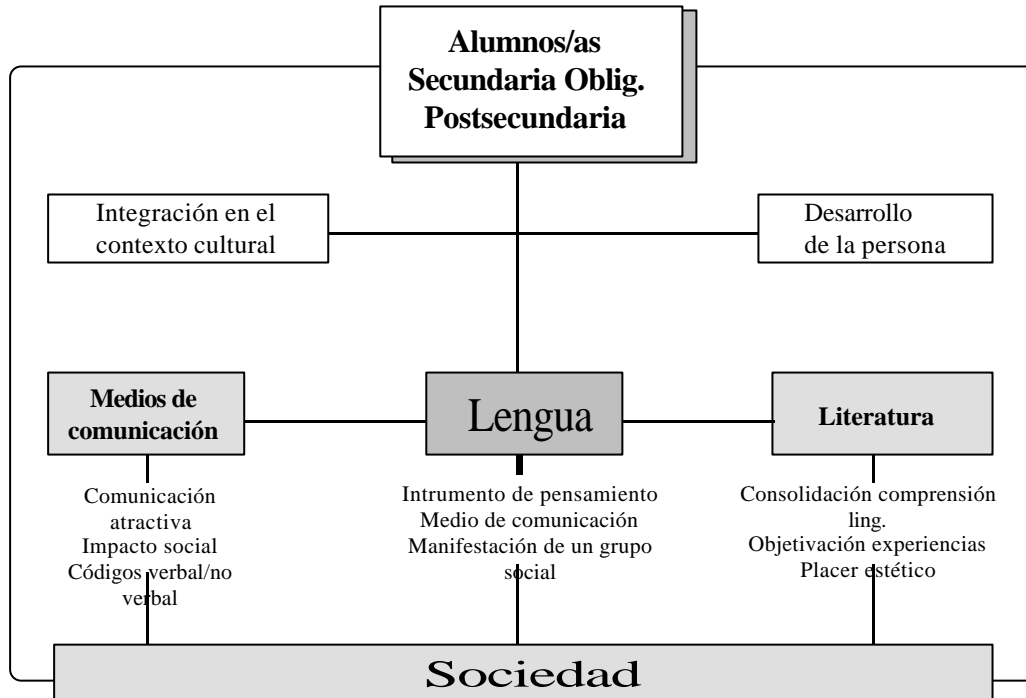 Alumnos/as
Secundaria Oblig.
Postsecundaria
Integración en el
contexto cultural
Desarrollo
de la persona
Medios de
comunicación
Lengua
Literatura
Comunicación
atractiva
Impacto social
Códigos verbal/no
verbal
Intrumento de pensamiento
Medio de comunicación
Manifestación de un grupo
social
Consolidación comprensión
ling.
Objetivación experiencias
Placer estético
Sociedad